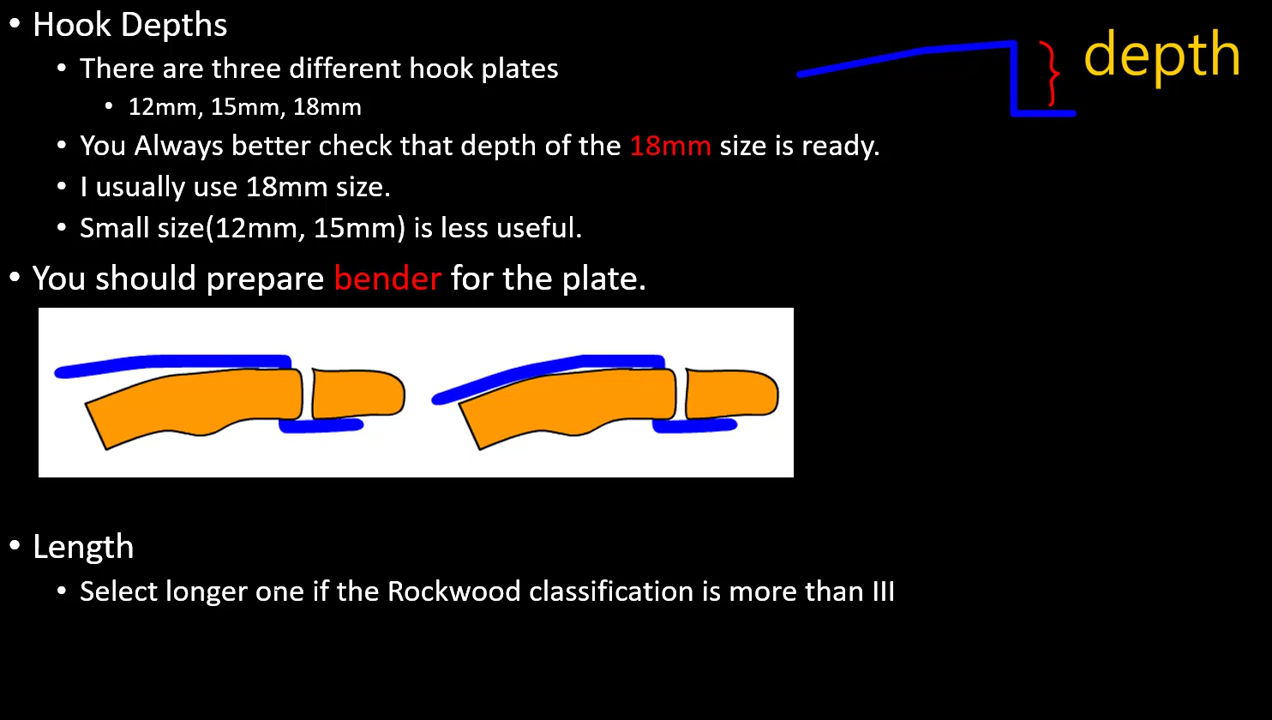 • Hook Depths
depth
• There are three different hook plates
• 12mm, 15mm, 18mm
• You Always better check that depth of the 18mm size is ready.
• I usually use 18mm size.
• Small size(12mm, 15mm) is less useful.
• You should prepare bender for the plate.
• Length
• Select longer one if the Rockwood classification is more than III